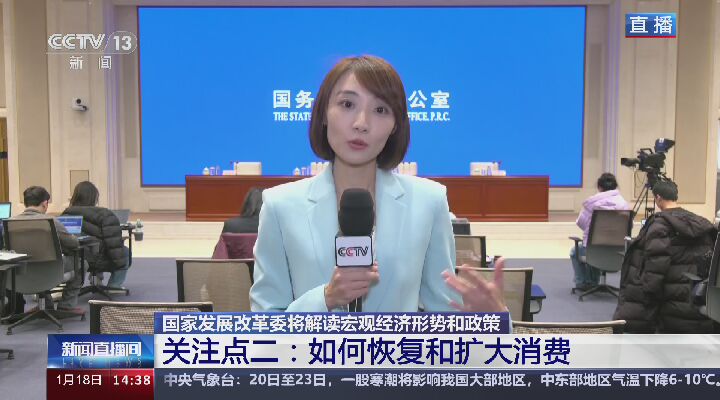 CCTV 13
新闻
直播
国务 公室
THE STATE FFICE, P.R.C.
CCTV
国家发展改革委将解读宏观经济形势和政策
新闻直播间
关注点二：如何恢复和扩大消费
1月18日 14:38
中央气象台：20日至23日，一股寒潮将影响我国大部地区，中东部地区气温下降6-10℃。